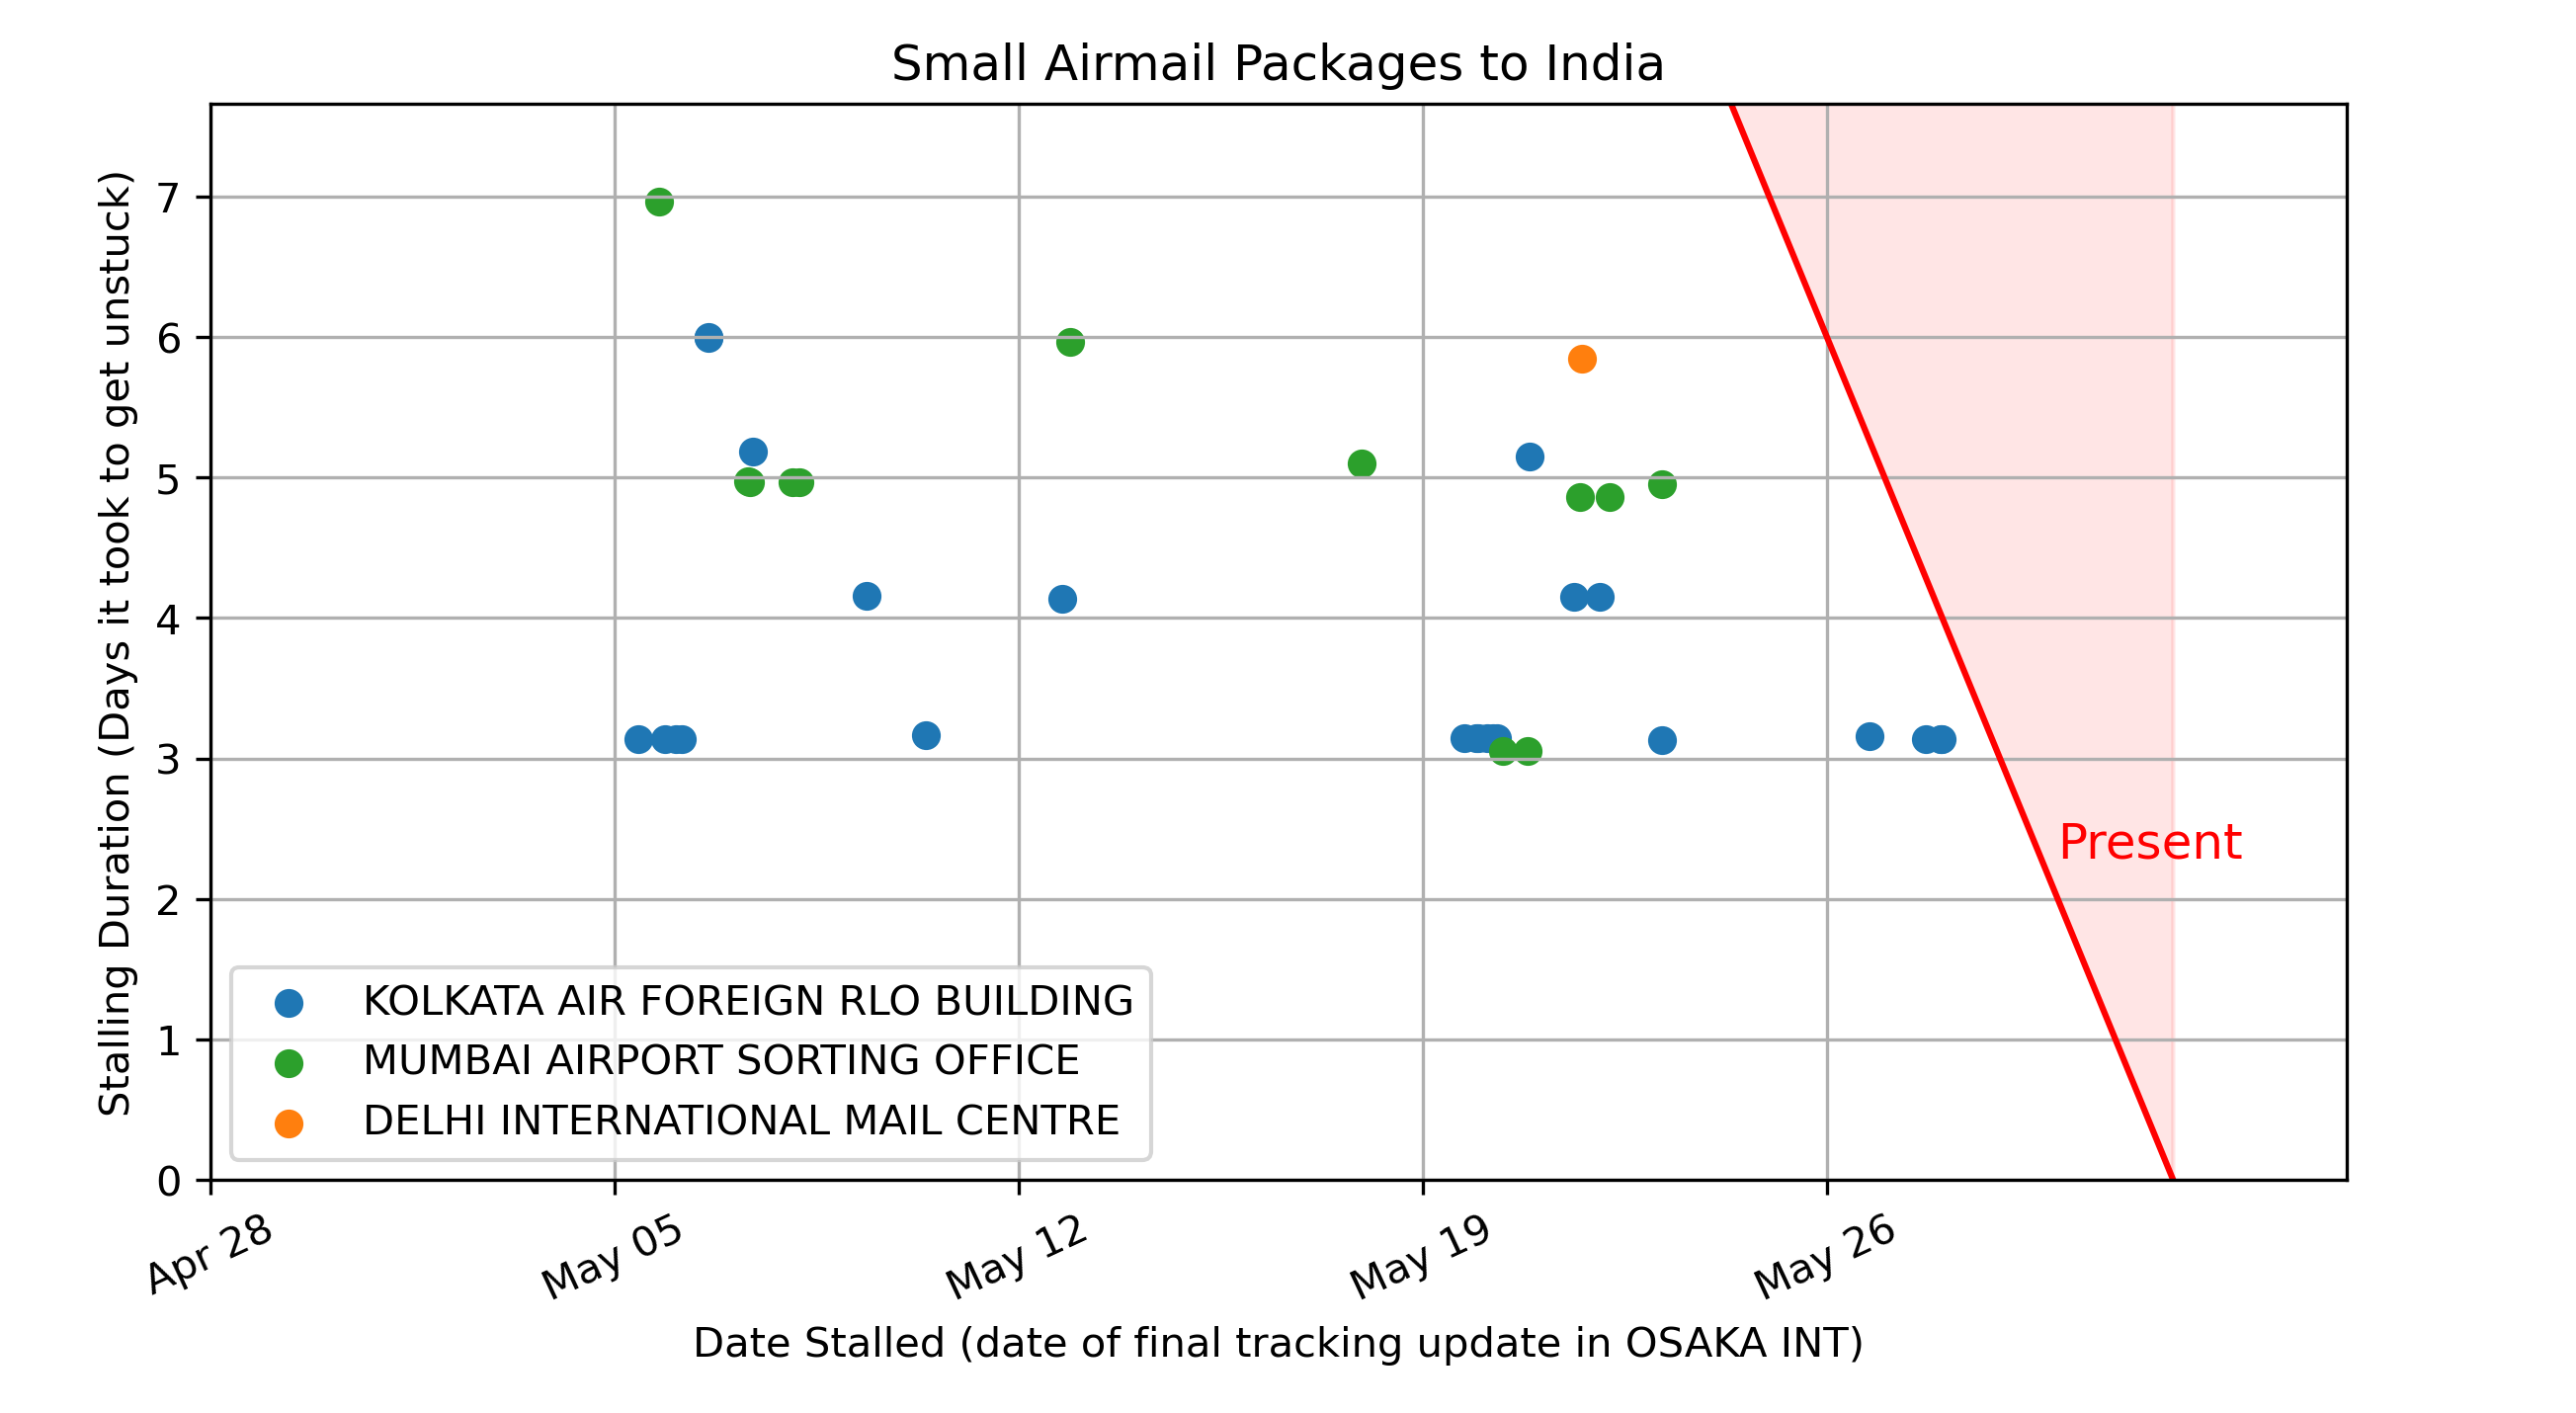 Small Airmail Packages to India
Stalling Duration (Days it took to get unstuck)
7
6
5
4
3
2
1
0
Present
KOLKATA AIR FOREIGN RLO BUILDING
MUMBAI AIRPORT SORTING OFFICE
DELHI INTERNATIONAL MAIL CENTRE
Apr 28
May 05
May 12
May 19
May 26
Date Stalled (date of final tracking update in OSAKA INT)